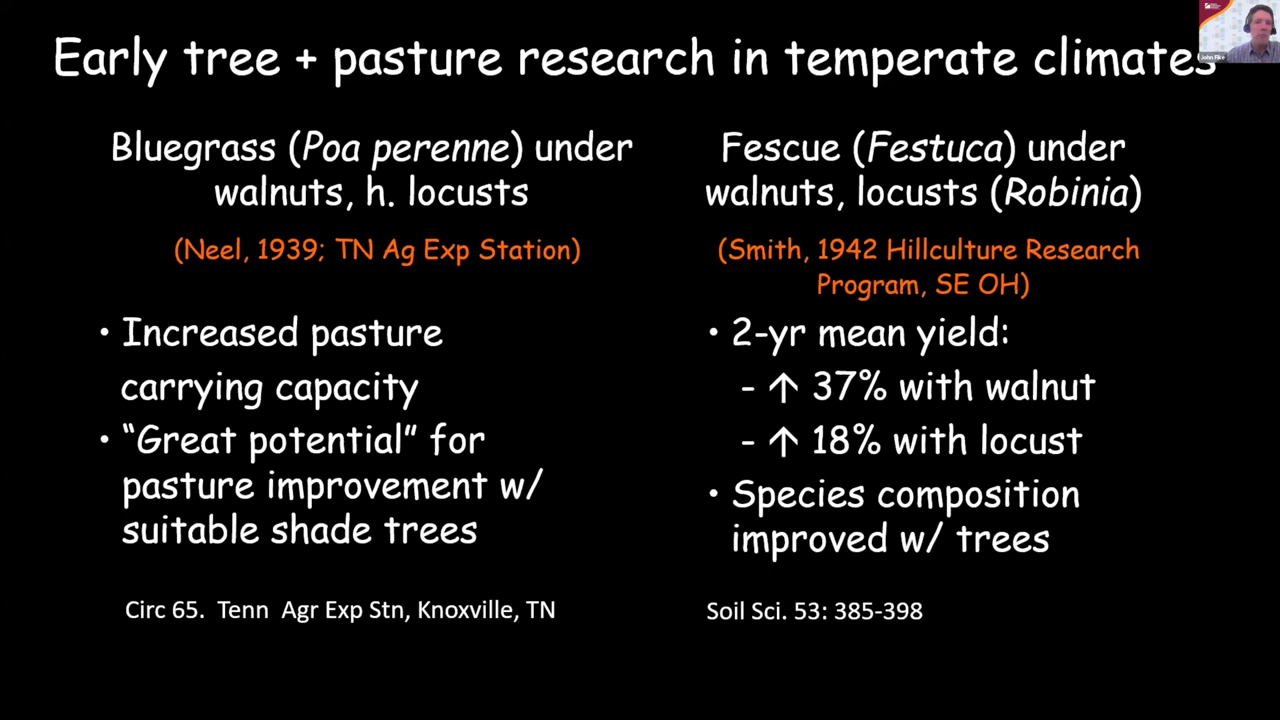 Early tree + pasture research in temperate climates
Bluegrass (Poa perenne) under
walnuts, h. locusts
(Neel, 1939; TN Ag Exp Station)
• Increased pasture
carrying capacity
• “Great potential” for
pasture improvement w/
suitable shade trees
Circ 65. Tenn Agr Exp Stn, Knoxville, TN
Fescue (Festuca) under
walnuts, locusts (Robinia)
(Smith, 1942 Hillculture Research
Program, SE OH)
• 2-yr mean yield:
- ↑ 37% with walnut
- ↑ 18% with locust
• Species composition
improved w/ trees
Soil Sci. 53: 385-398
John Fike